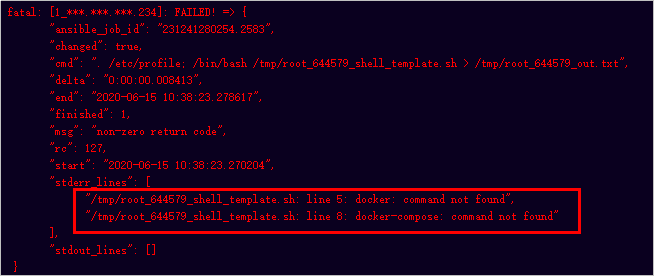 fatal: [1_***.***.***.234]: FAILED! => {
"ansible_job_id": "231241280254.2583",
"changed": true,
"cmd": ". /etc/profile; /bin/bash /tmp/root_644579_shell_template.sh > /tmp/root_644579_out.txt",
"delta": "0:00:00.008413",
"end": "2020-06-15 10:38:23.278617",
"finished": 1,
"msg": "non-zero return code",
"rc": 127,
"start": "2020-06-15 10:38:23.270204",
"stderr_lines": [
"/tmp/root_644579_shell_template.sh: line 5: docker: command not found",
"/tmp/root_644579_shell_template.sh: line 8: docker-compose: command not found"
],
"stdout_lines": []
}